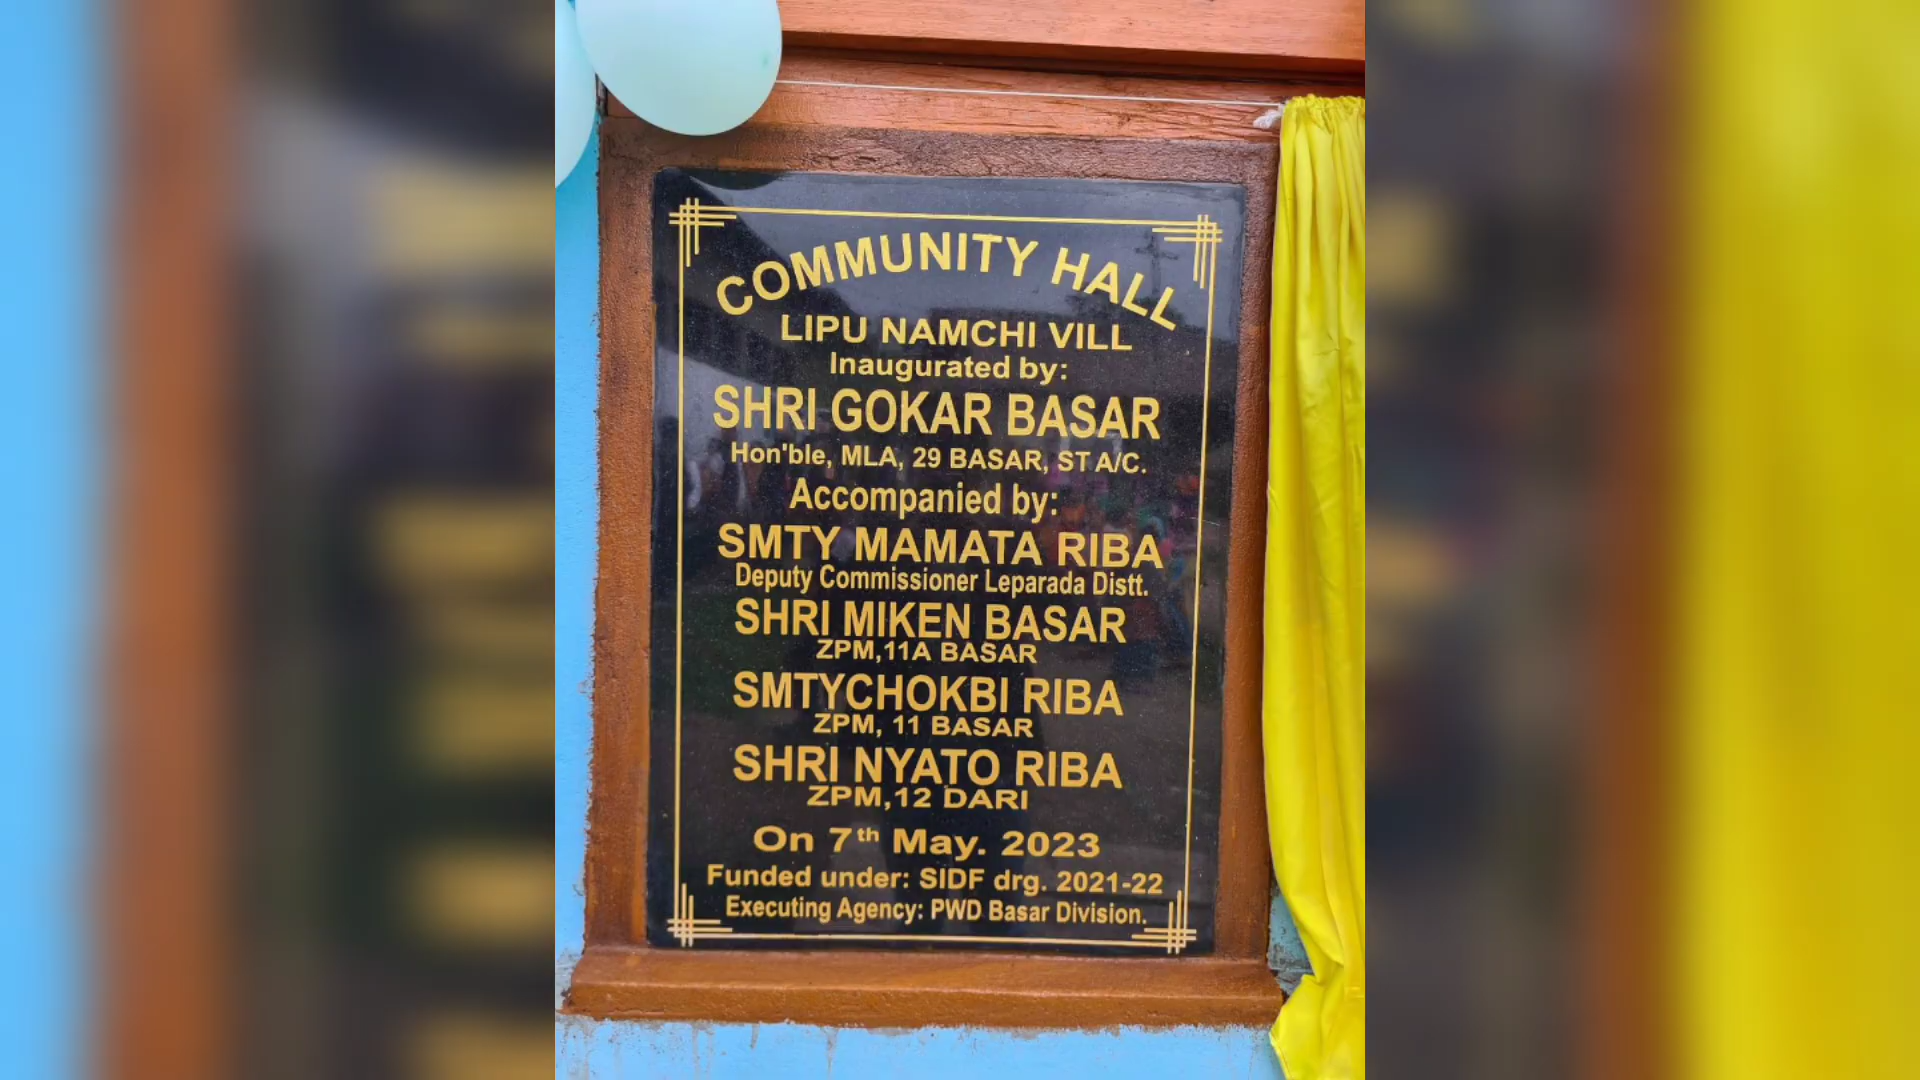 COMMUNITY HALL
LIPU NAMCHI VILL
Inaugurated by:
SHRI GOKAR BASAR
Hon'ble, MLA, 29 BASAR, ST A/C.
Accompanied by:
SMTY MAMATA RIBA
Deputy Commissioner Leparada Distt.
SHRI MIKEN BASAR
ZPM,11A BASAR
SMTYCHOKBI RIBA
ZPM, 11 BASAR
SHRI NYATO RIBA
ZPM,12 DARI
On 7th May. 2023
Funded under: SIDF drg. 2021-22
Executing Agency: PWD Basar Division.